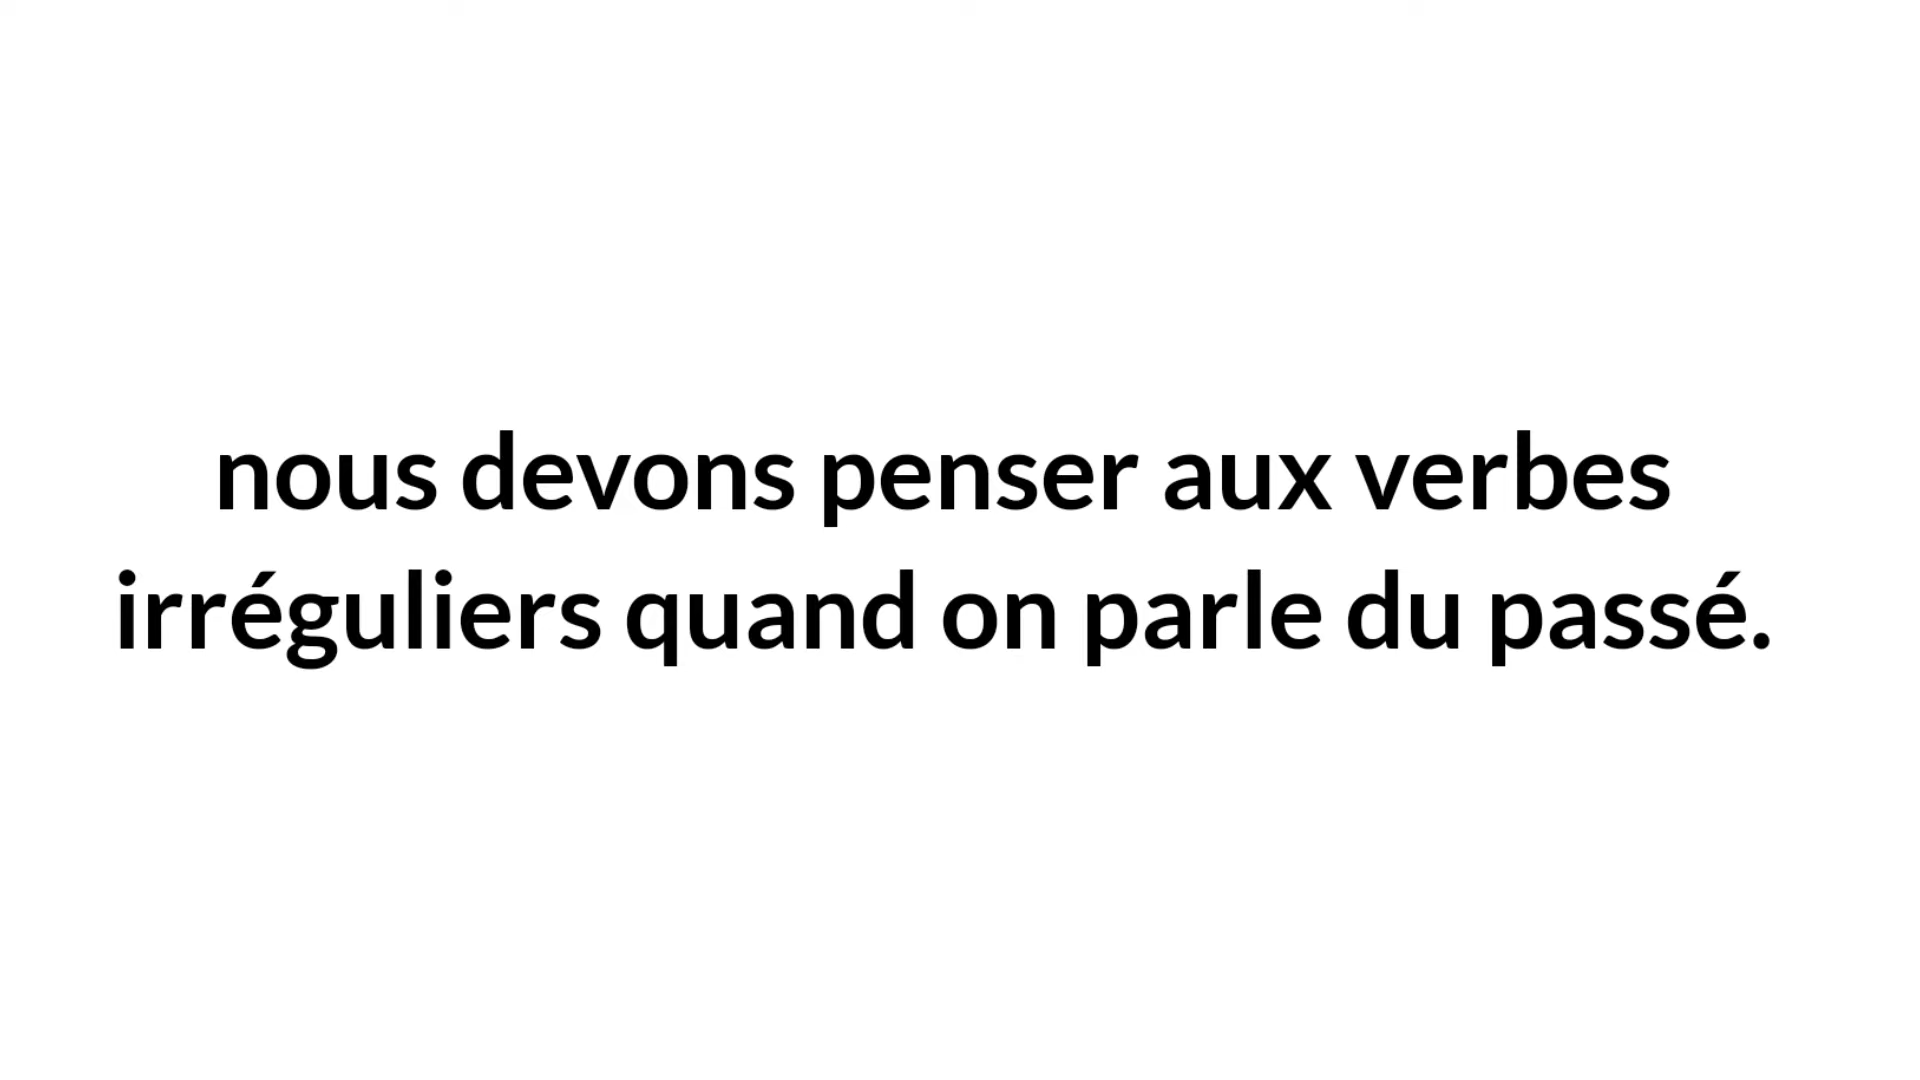 nous devons penser aux verbes
irréguliers quand on parle du passé.